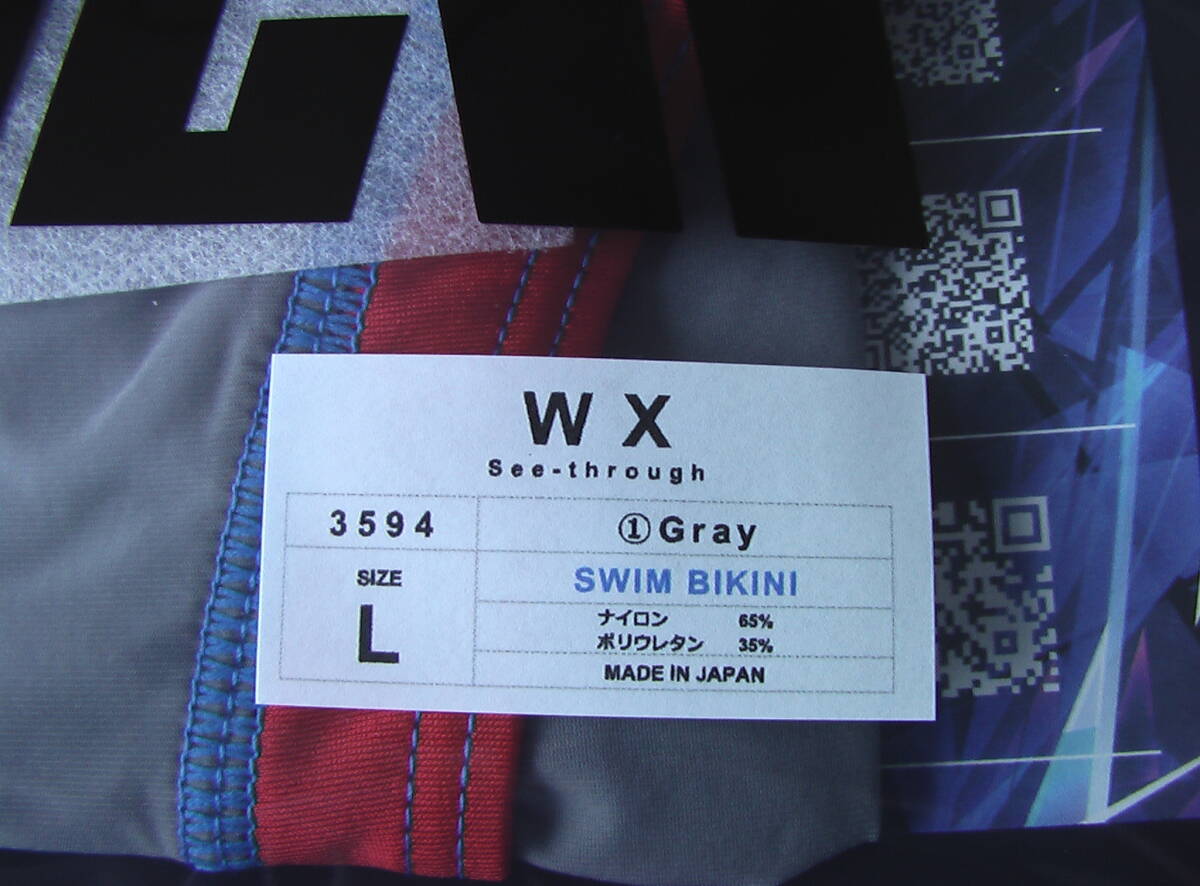 W X
See-through
3594
①Gray
SIZE
L
SWIM BIKINI
ナイロン 65%
ポリウレタン 35%
MADE IN JAPAN